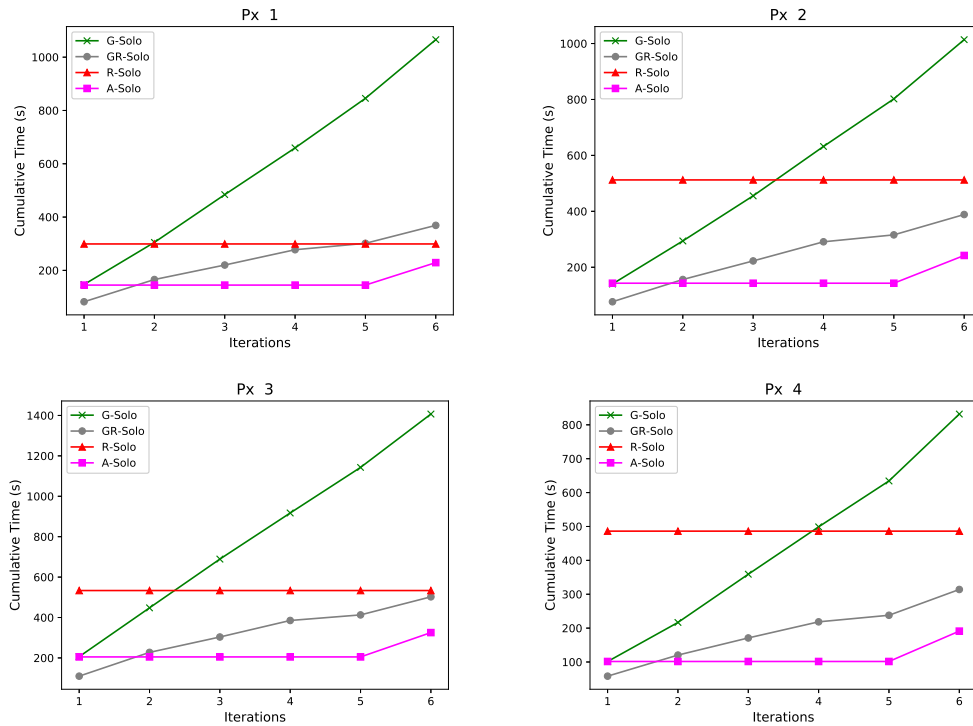 Px 1
G-Solo
GR-Solo
R-Solo
A-Solo
Cumulative Time (s)
1000
800
600
400
200
1 2 3 4 5 6
Iterations
Px 2
G-Solo
GR-Solo
R-Solo
A-Solo
Cumulative Time (s)
1000
800
600
400
200
1 2 3 4 5 6
Iterations
Px 3
G-Solo
GR-Solo
R-Solo
A-Solo
Cumulative Time (s)
1400
1200
1000
800
600
400
200
1 2 3 4 5 6
Iterations
Px 4
G-Solo
GR-Solo
R-Solo
A-Solo
Cumulative Time (s)
800
700
600
500
400
300
200
100
1 2 3 4 5 6
Iterations